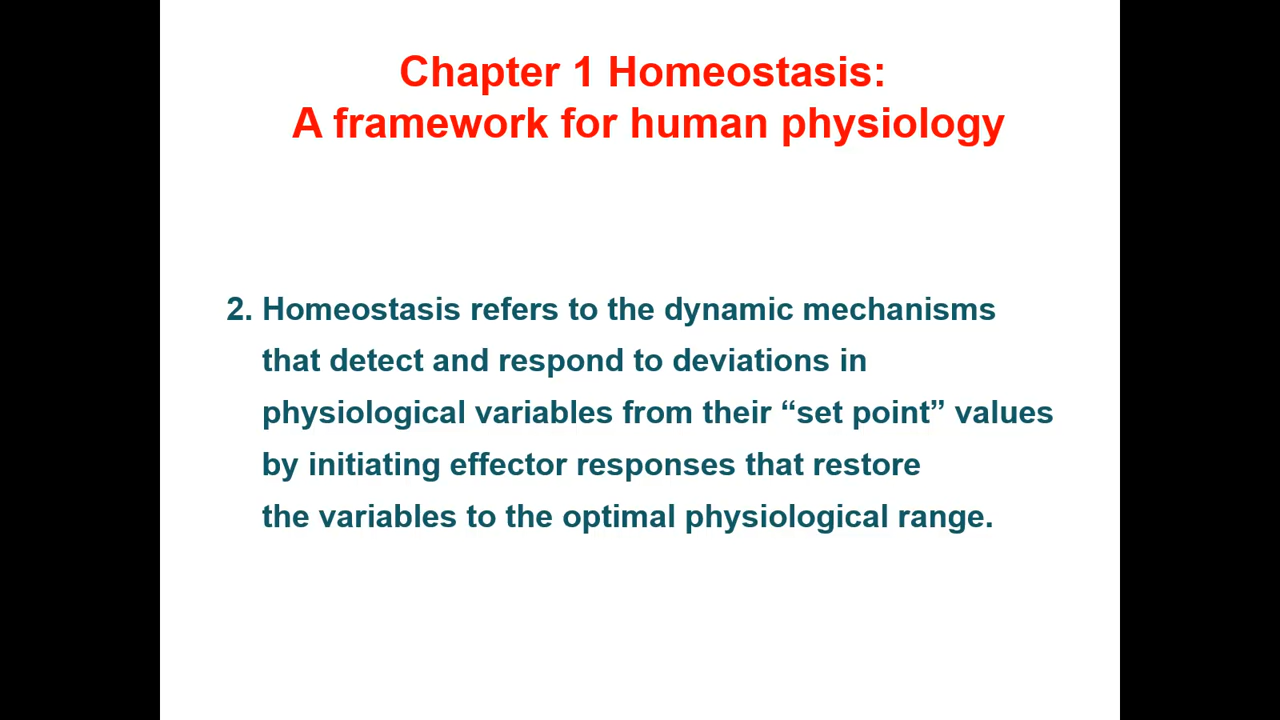 Chapter 1 Homeostasis:
A framework for human physiology
2. Homeostasis refers to the dynamic mechanisms
that detect and respond to deviations in
physiological variables from their “set point” values
by initiating effector responses that restore
the variables to the optimal physiological range.